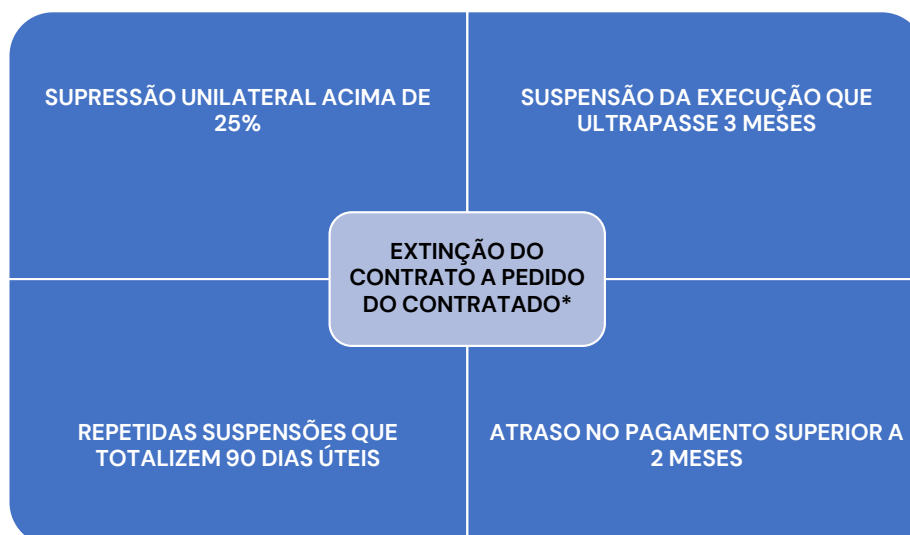 SUPRESSÃO UNILATERAL ACIMA DE
25%
SUSPENSÃO DA EXECUÇÃO QUE
ULTRAPASSE 3 MESES
EXTINÇÃO DO
CONTRATO A PEDIDO
DO CONTRATADO*
REPETIDAS SUSPENSÕES QUE
TOTALIZEM 90 DIAS ÚTEIS
ATRASO NO PAGAMENTO SUPERIOR A
2 MESES